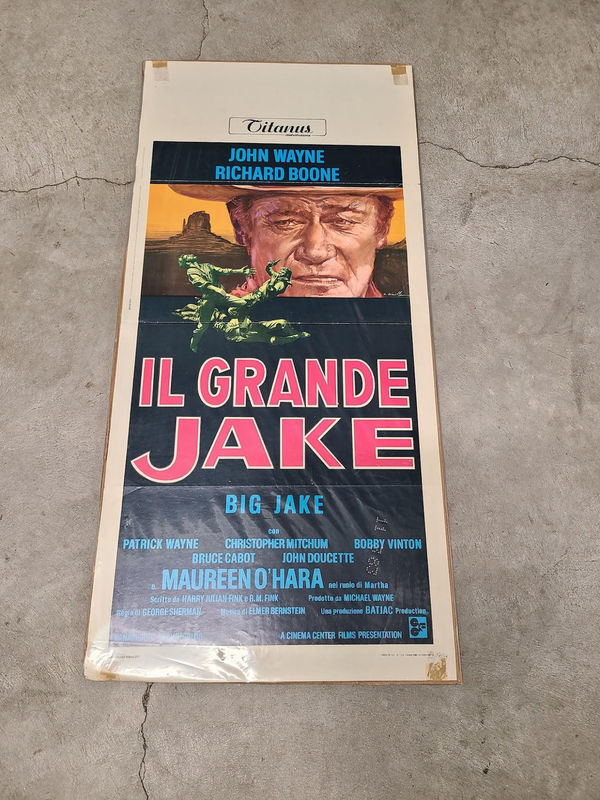 Titanus
JOHN WAYNE
RICHARD BOONE
IL GRANDE
JAKE
BIG JAKE
con
PATRICK WAYNE CHRISTOPHER MITCHUM BOBBY VINTON
BRUCE CABOT JOHN DOUCETTE
e MAUREEN O'HARA nel ruolo di Martha
Scritto da HARRY JULIAN FINK e R.M. FINK Prodotto da MICHAEL WAYNE
Regia di GEORGE SHERMAN Musica di ELMER BERNSTEIN Una produzione BATJAC Production
A CINEMA CENTER FILMS PRESENTATION